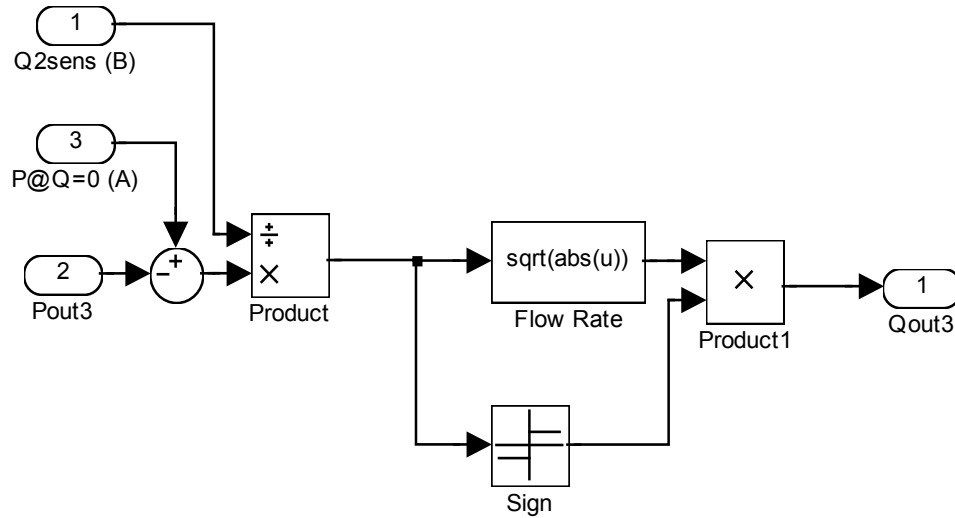 1
Q2sens (B)
3
P@Q=0 (A)
2
Pout3
−
+
÷
×
Product
sqrt(abs(u))
Flow Rate
×
Product1
1
Qout3
Sign